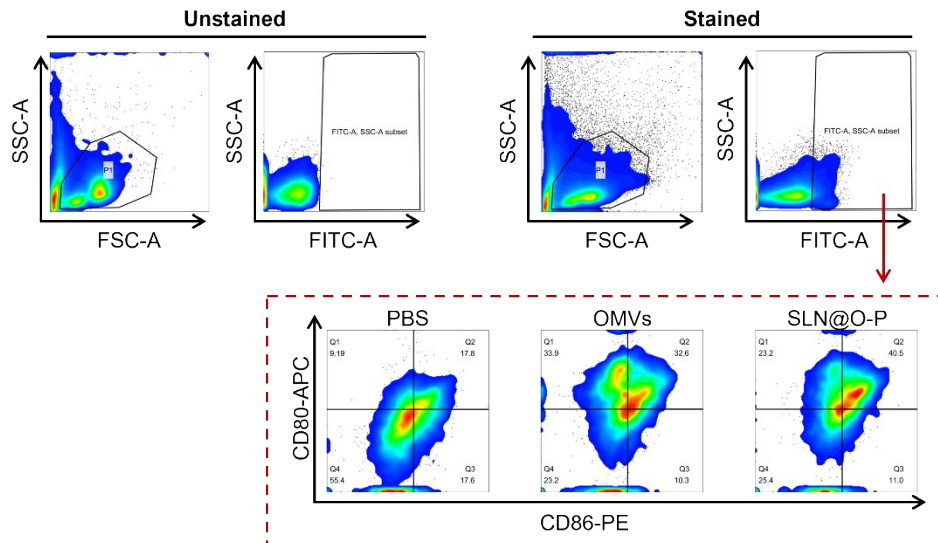 Unstained
Stained
SSC-A
P1
FSC-A
SSC-A
FITC-A, SSC-A subset
FITC-A
SSC-A
P1
FSC-A
SSC-A
FITC-A, SSC-A subset
FITC-A
PBS
OMVs
SLN@O-P
CD80-APC
Q1
9.19
Q2
17.8
Q4
55.4
Q3
17.6
Q1
33.9
Q2
32.6
Q4
23.2
Q3
10.3
Q1
23.2
Q2
40.5
Q4
25.4
Q3
11.0
CD86-PE